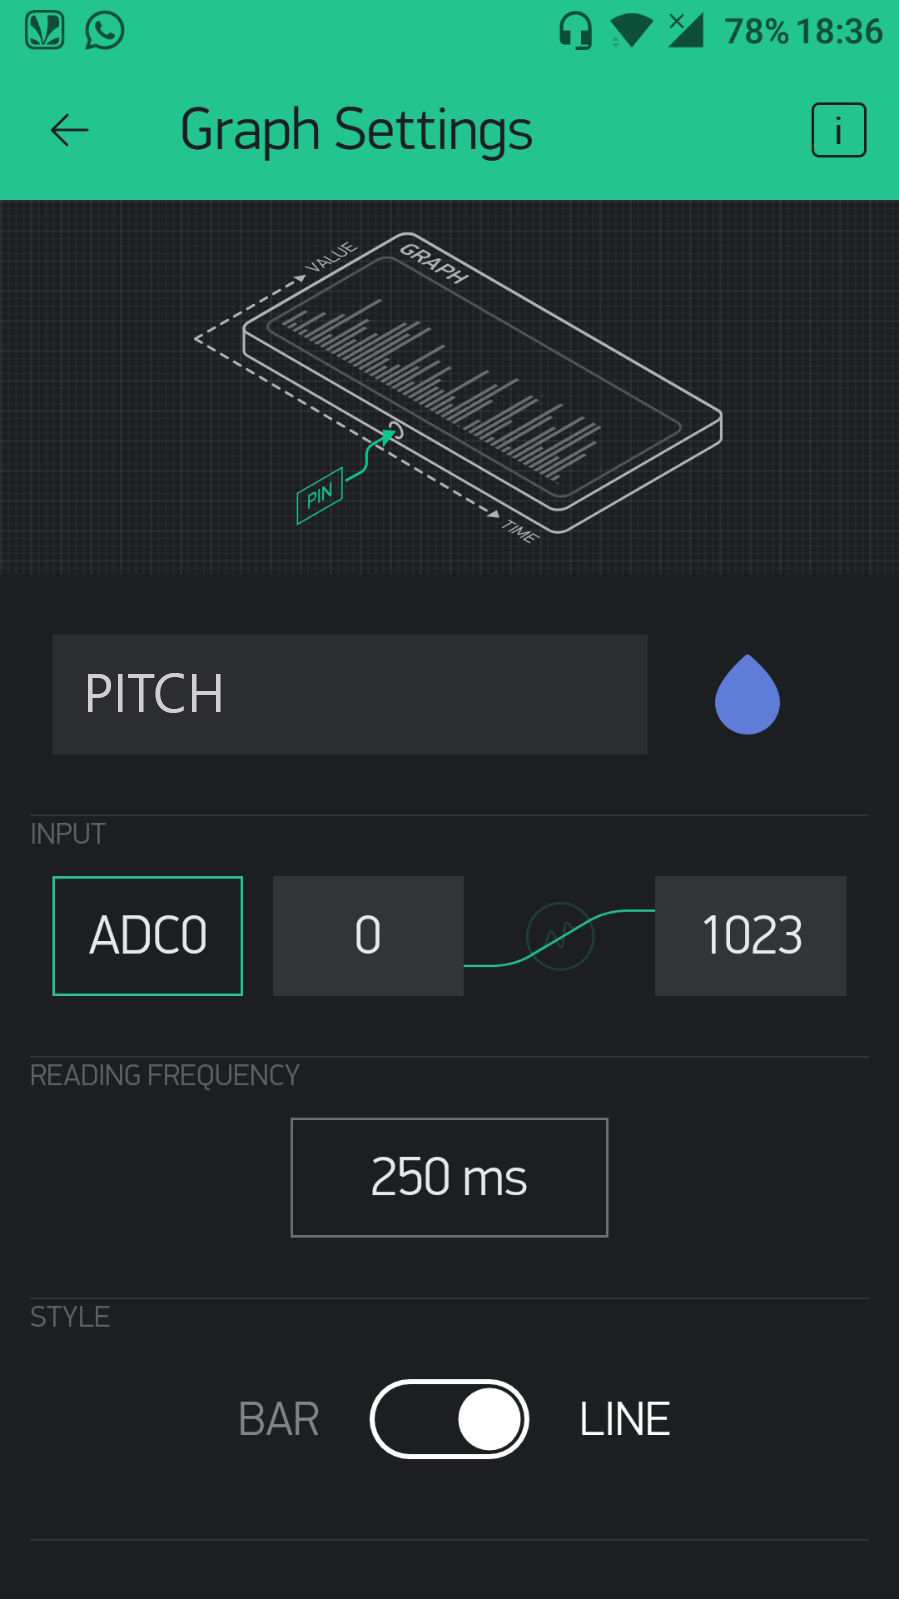 78% 18:36
Graph Settings
i
VALUE
GRAPH
PIN
TIME
PITCH
INPUT
ADC0
0
1023
READING FREQUENCY
250 ms
STYLE
BAR
LINE